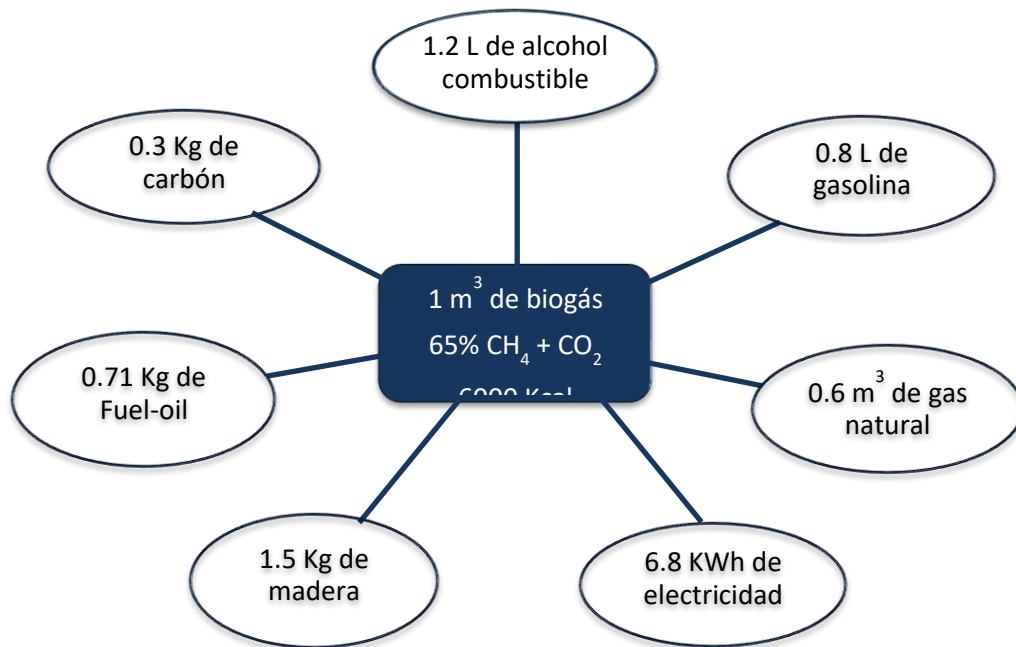 1.2 L de alcohol
combustible
0.3 Kg de
carbón
0.8 L de
gasolina
1 m³ de biogás
65% CH₄ + CO₂
0.71 Kg de
Fuel-oil
0.6 m³ de gas
natural
1.5 Kg de
madera
6.8 KWh de
electricidad